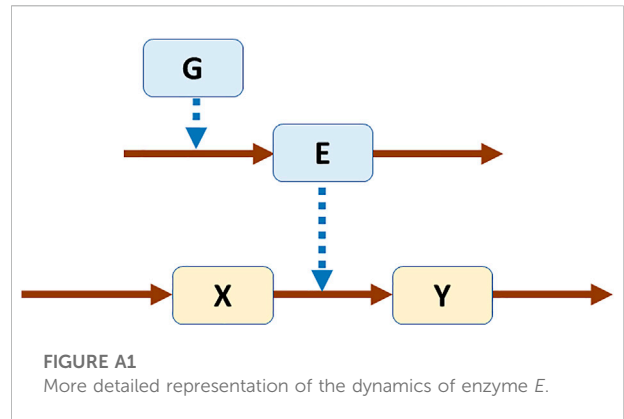 G
E
X
Y
FIGURE A1
More detailed representation of the dynamics of enzyme E.